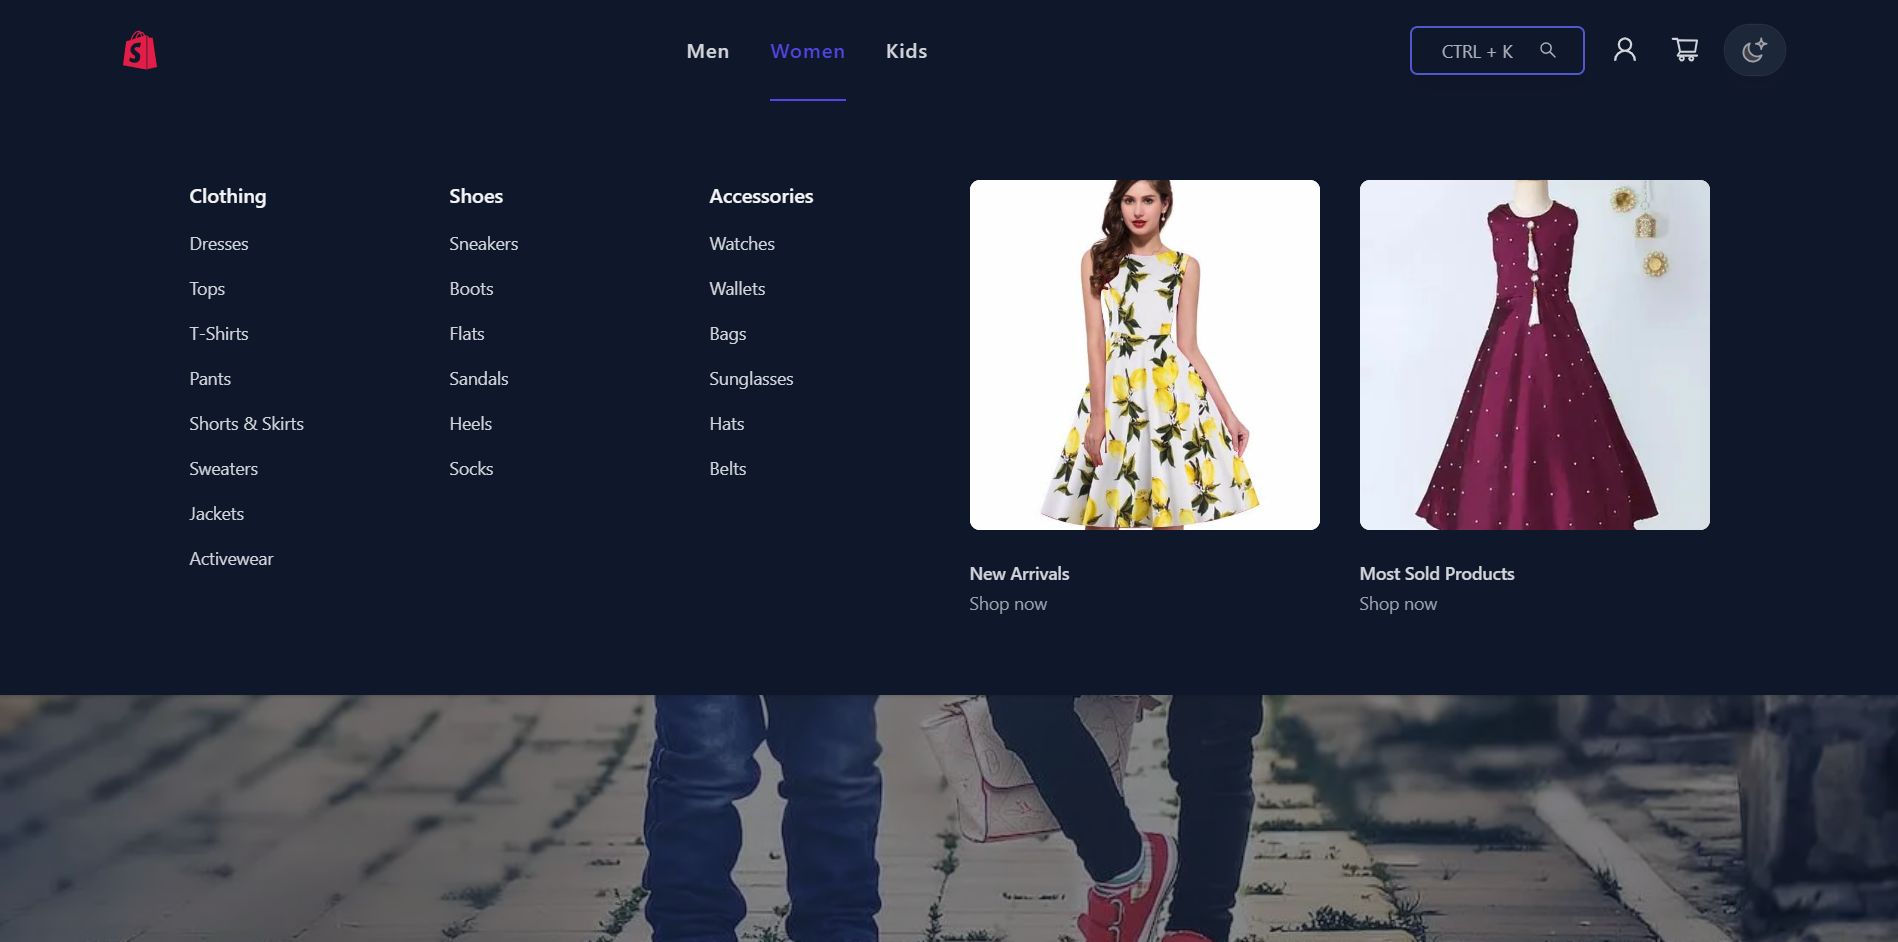 S
Men
Women
Kids
CTRL + K
Clothing
Dresses
Tops
T-Shirts
Pants
Shorts & Skirts
Sweaters
Jackets
Activewear
Shoes
Sneakers
Boots
Flats
Sandals
Heels
Socks
Accessories
Watches
Wallets
Bags
Sunglasses
Hats
Belts
New Arrivals
Shop now
Most Sold Products
Shop now